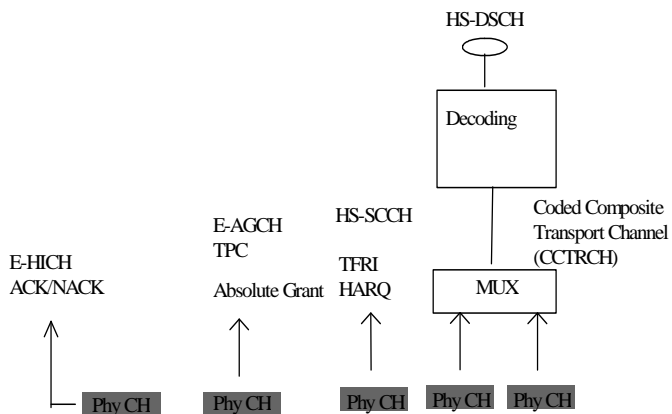 HS-DSCH
Decoding
Coded Composite
Transport Channel
(CCTRCH)
HS-SCCH
TFRI
HARQ
E-AGCH
TPC
Absolute Grant
E-HICH
ACK/NACK
MUX
Phy CH
Phy CH
Phy CH
Phy CH
Phy CH